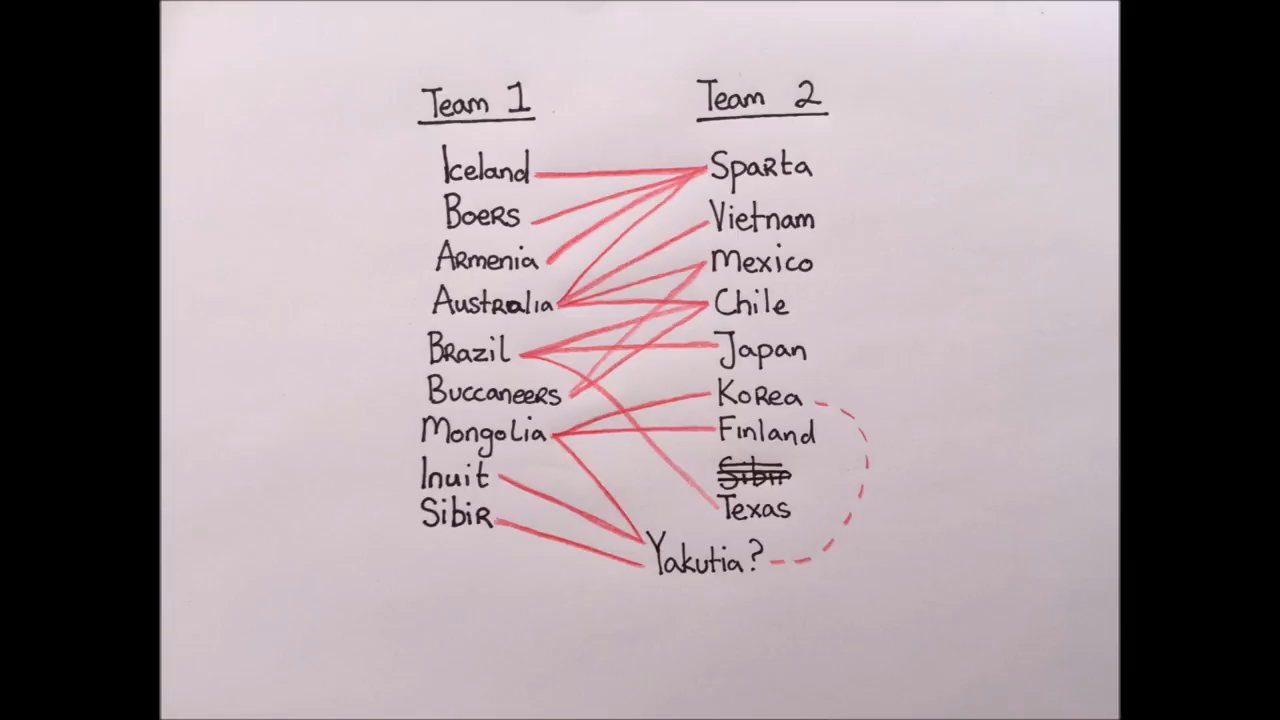 Team 1
Team 2
Iceland
Sparta
Boers
Vietnam
Armenia
Mexico
Australia
Chile
Brazil
Japan
Buccaneers
Korea
Mongolia
Finland
Inuit
Sibir
Sibir
Texas
Yakutia?